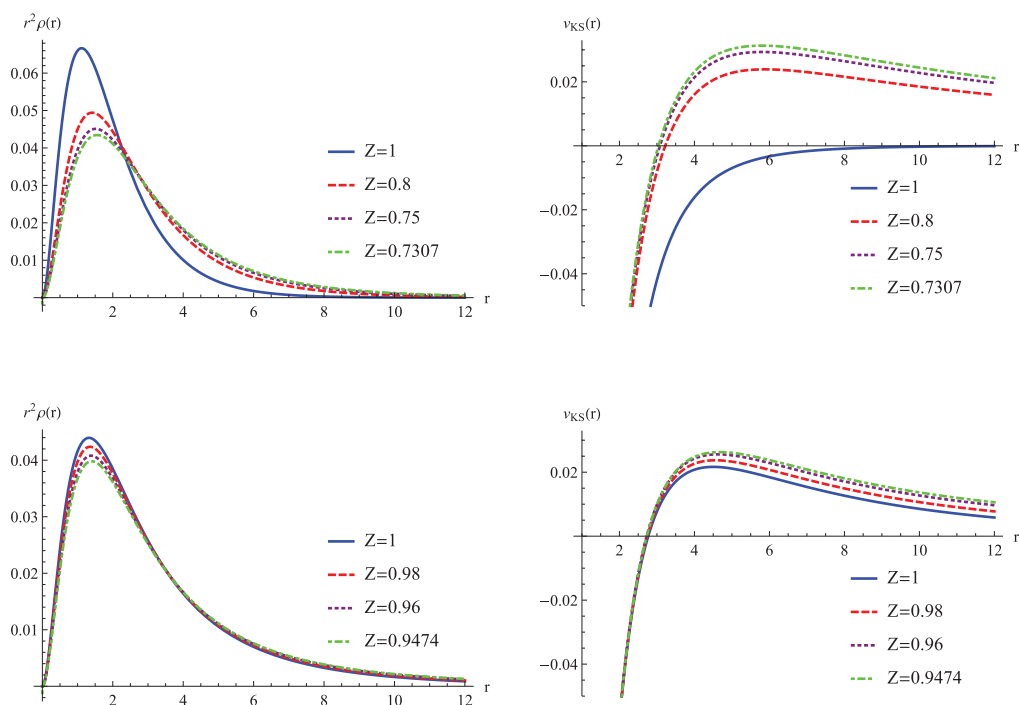 r²ρ(r)
0.06
0.05
0.04
0.03
0.02
0.01
2 4 6 8 10 12 r
Z=1
Z=0.8
Z=0.75
Z=0.7307
vKS(r)
0.02
2 4 6 8 10 12 r
−0.02
−0.04
Z=1
Z=0.8
Z=0.75
Z=0.7307
r²ρ(r)
0.04
0.03
0.02
0.01
2 4 6 8 10 12 r
Z=1
Z=0.98
Z=0.96
Z=0.9474
vKS(r)
0.02
2 4 6 8 10 12 r
−0.02
−0.04
Z=1
Z=0.98
Z=0.96
Z=0.9474